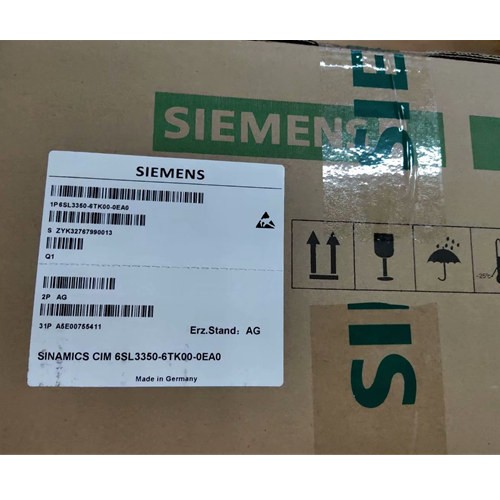 SIEMENS
SIEMENS
SIEMENS
1P6SL3350-6TK00-0EA0
S ZYK32767990013
Q1
2P AG
31P A5E00755411
Erz.Stand: AG
SINAMICS CIM 6SL3350-6TK00-0EA0
Made in Germany
SIE